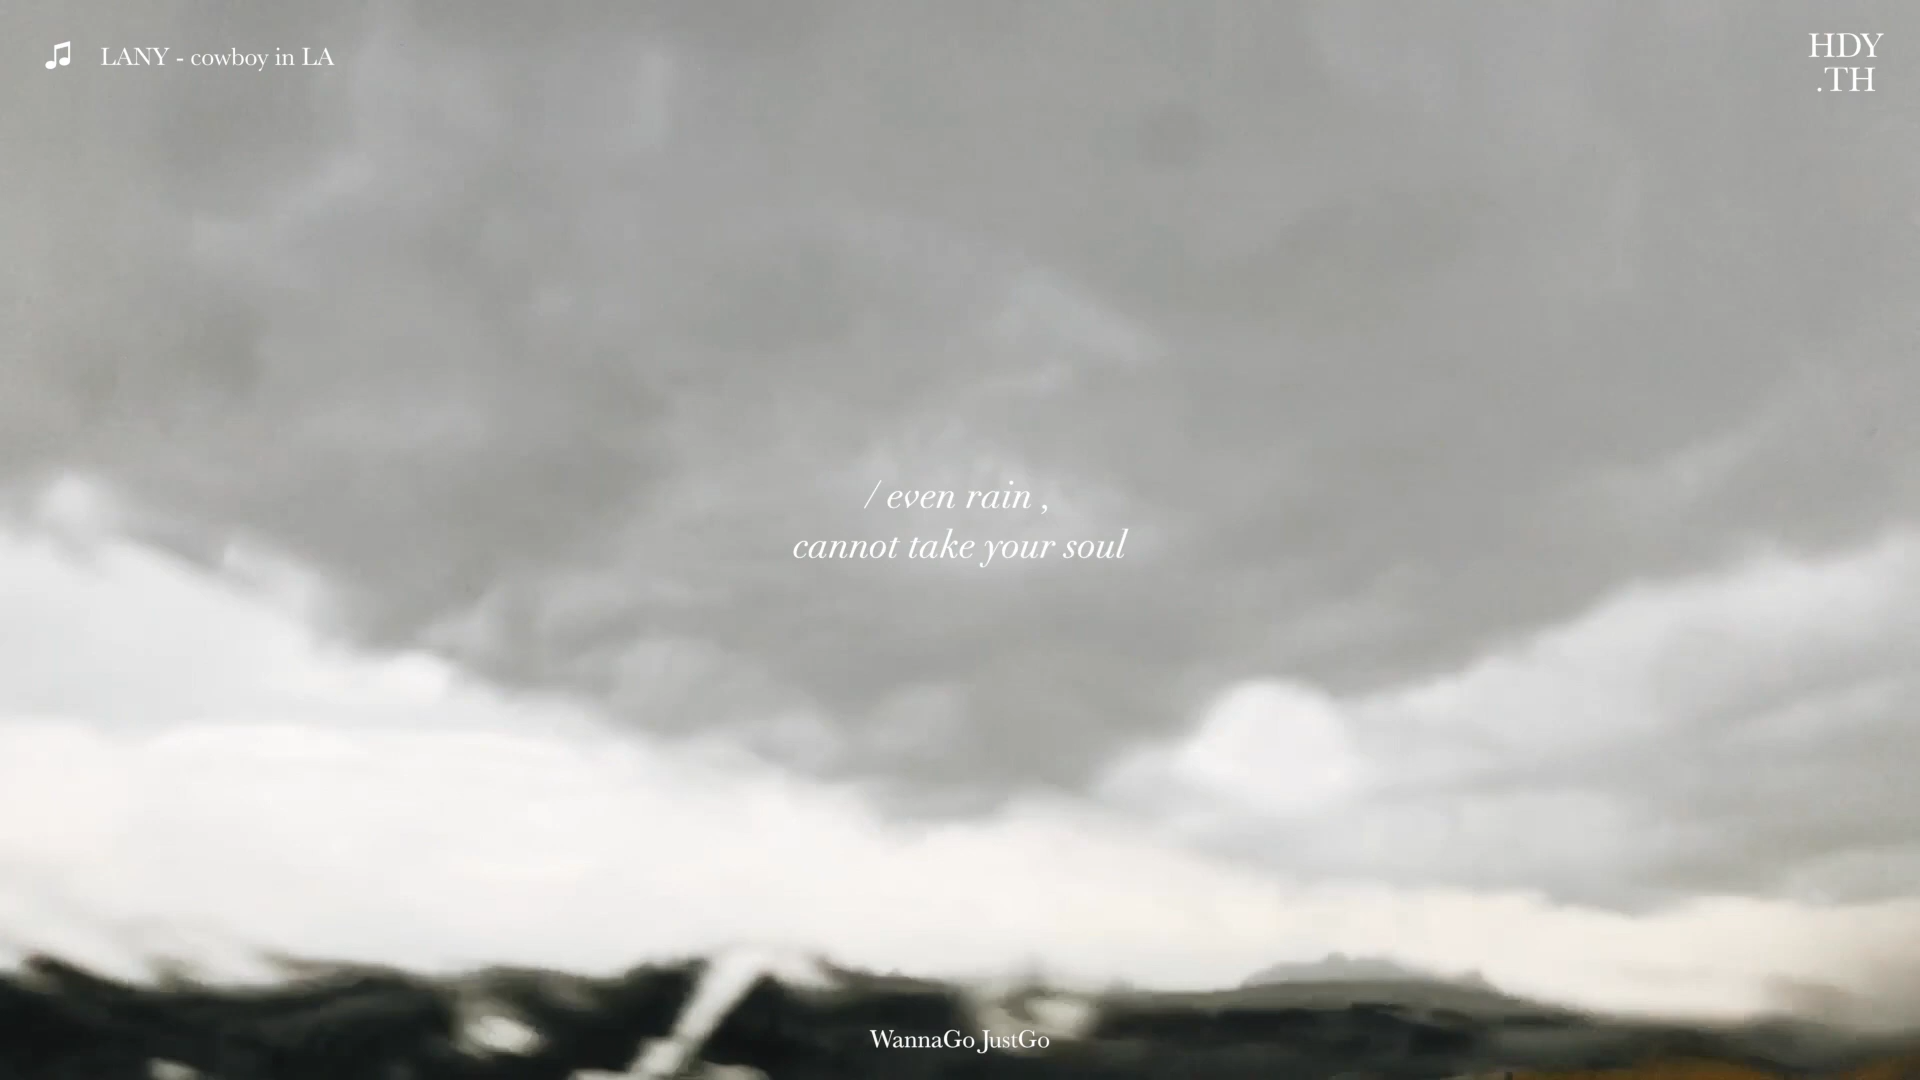 LANY - cowboy in LA
HDY
.TH
/ even rain ,
cannot take your soul
WannaGo JustGo